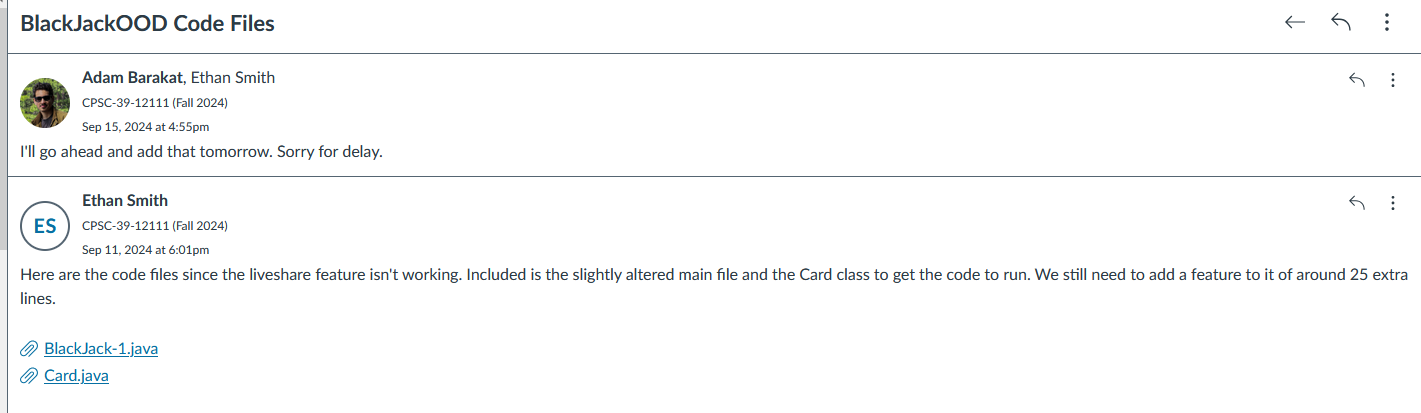 BlackJackOOD Code Files
Adam Barakat, Ethan Smith
CPSC-39-12111 (Fall 2024)
Sep 15, 2024 at 4:55pm
I'll go ahead and add that tomorrow. Sorry for delay.
ES
Ethan Smith
CPSC-39-12111 (Fall 2024)
Sep 11, 2024 at 6:01pm
Here are the code files since the liveshare feature isn't working. Included is the slightly altered main file and the Card class to get the code to run. We still need to add a feature to it of around 25 extra
lines.
BlackJack-1.java
Card.java